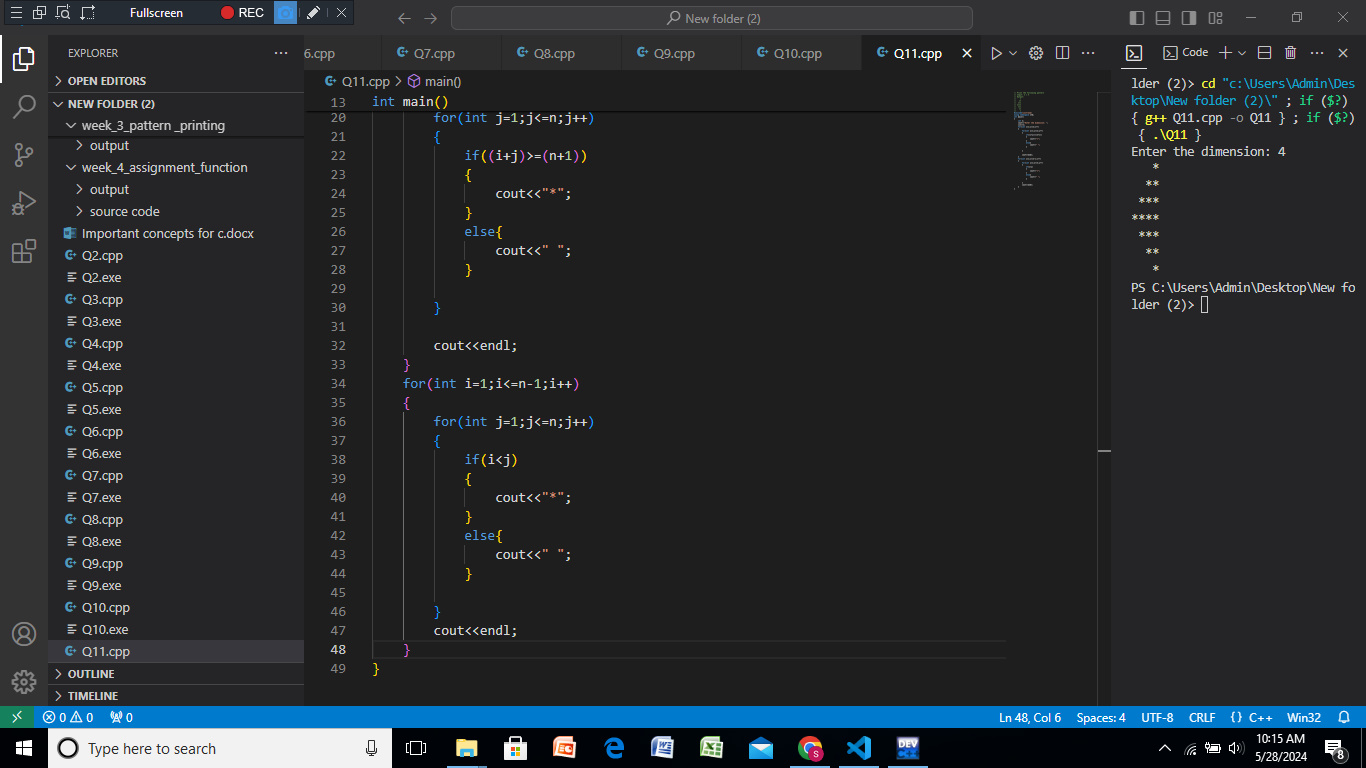 Fullscreen
REC
New folder (2)
EXPLORER
OPEN EDITORS
NEW FOLDER (2)
week_3_pattern _printing
output
week_4_assignment_function
output
source code
Important concepts for c.docx
Q2.cpp
Q2.exe
Q3.cpp
Q3.exe
Q4.cpp
Q4.exe
Q5.cpp
Q5.exe
Q6.cpp
Q6.exe
Q7.cpp
Q7.exe
Q8.cpp
Q8.exe
Q9.cpp
Q9.exe
Q10.cpp
Q10.exe
Q11.cpp
OUTLINE
TIMELINE
6.cpp Q7.cpp Q8.cpp Q9.cpp Q10.cpp Q11.cpp
Q11.cpp > main()
13 int main()
20 for(int j=1;j<=n;j++)
21 {
22 if((i+j)>=(n+1))
23 {
24 cout<<"*";
25 }
26 else{
27 cout<<" ";
28 }
29
30 }
31
32 cout<<endl;
33 }
34 for(int i=1;i<=n-1;i++)
35 {
36 for(int j=1;j<=n;j++)
37 {
38 if(i<j)
39 {
40 cout<<"*";
41 }
42 else{
43 cout<<" ";
44 }
45
46 }
47 cout<<endl;
48 }
49 }
Code
lder (2)> cd "c:\Users\Admin\Des
ktop\New folder (2)\" ; if ($?)
{ g++ Q11.cpp -o Q11 } ; if ($?)
{ .\Q11 }
Enter the dimension: 4
   *
  **
 ***
****
 ***
  **
   *
PS C:\Users\Admin\Desktop\New fo
lder (2)>
0 0 0
Ln 48, Col 6 Spaces: 4 UTF-8 CRLF {} C++ Win32
Type here to search
DEV
10:15 AM
5/28/2024
8